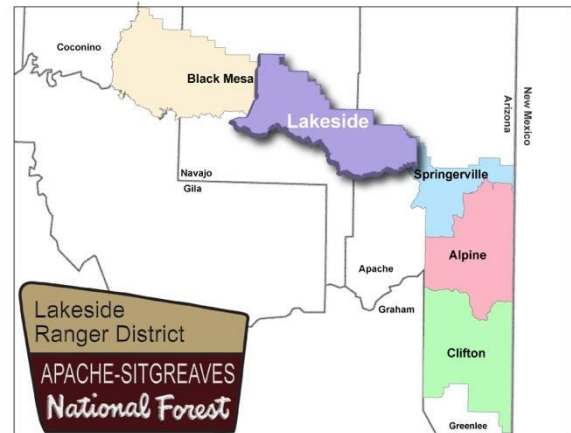 Coconino
Black Mesa
Lakeside
New Mexico
Arizona
Springerville
Navajo
Gila
Alpine
Apache
Graham
Clifton
Greenlee
Lakeside
Ranger District
APACHE-SITGREAVES
National Forest